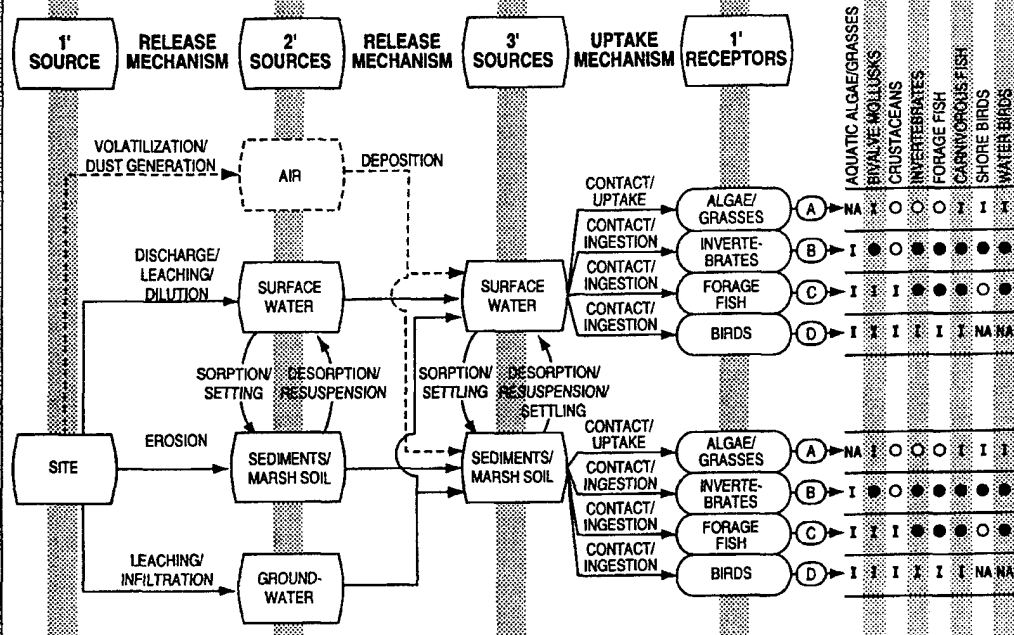 1'
SOURCE
RELEASE
MECHANISM
2'
SOURCES
RELEASE
MECHANISM
3'
SOURCES
UPTAKE
MECHANISM
1'
RECEPTORS
AQUATIC ALGAE/GRASSES
BIVALVE MOLLUSKS
CRUSTACEANS
INVERTEBRATES
FORAGE FISH
CARNIVOROUS FISH
SHORE BIRDS
WATER BIRDS
VOLATILIZATION/
DUST GENERATION
AIR
DEPOSITION
CONTACT/
UPTAKE
ALGAE/
GRASSES
A
NA I O O O I I I
CONTACT/
INGESTION
INVERTE-
BRATES
B
I ● O ● ● ● ● ●
CONTACT/
INGESTION
FORAGE
FISH
C
I I I ● ● ● O ●
CONTACT/
INGESTION
BIRDS
D
I I I I I I NA NA
DISCHARGE/
LEACHING/
DILUTION
SURFACE
WATER
SURFACE
WATER
SORPTION/
SETTING
DESORPTION/
RESUSPENSION
SORPTION/
SETTLING
DESORPTION/
RESUSPENSION/
SETTLING
SITE
EROSION
SEDIMENTS/
MARSH SOIL
SEDIMENTS/
MARSH SOIL
CONTACT/
UPTAKE
ALGAE/
GRASSES
A
NA I O O O I I I
CONTACT/
INGESTION
INVERTE-
BRATES
B
I ● O ● ● ● ● ●
CONTACT/
INGESTION
FORAGE
FISH
C
I I I ● ● ● O ●
CONTACT/
INGESTION
BIRDS
D
I I I I I I NA NA
LEACHING/
INFILTRATION
GROUND-
WATER